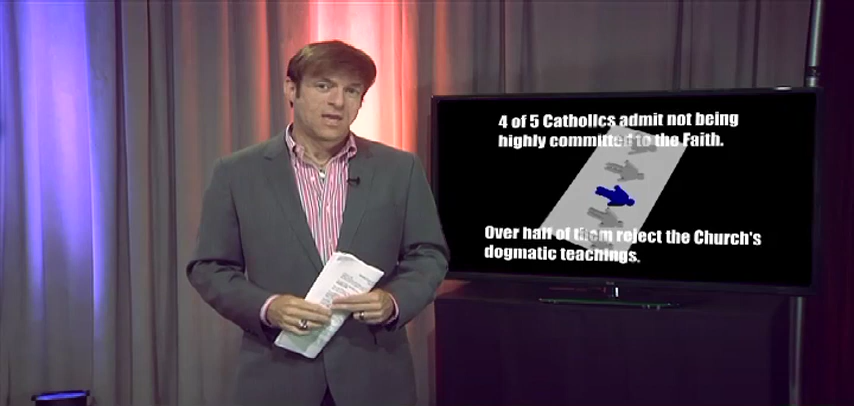 4 of 5 Catholics admit not being
highly committed to the Faith.
Over half of them reject the Church's
dogmatic teachings.